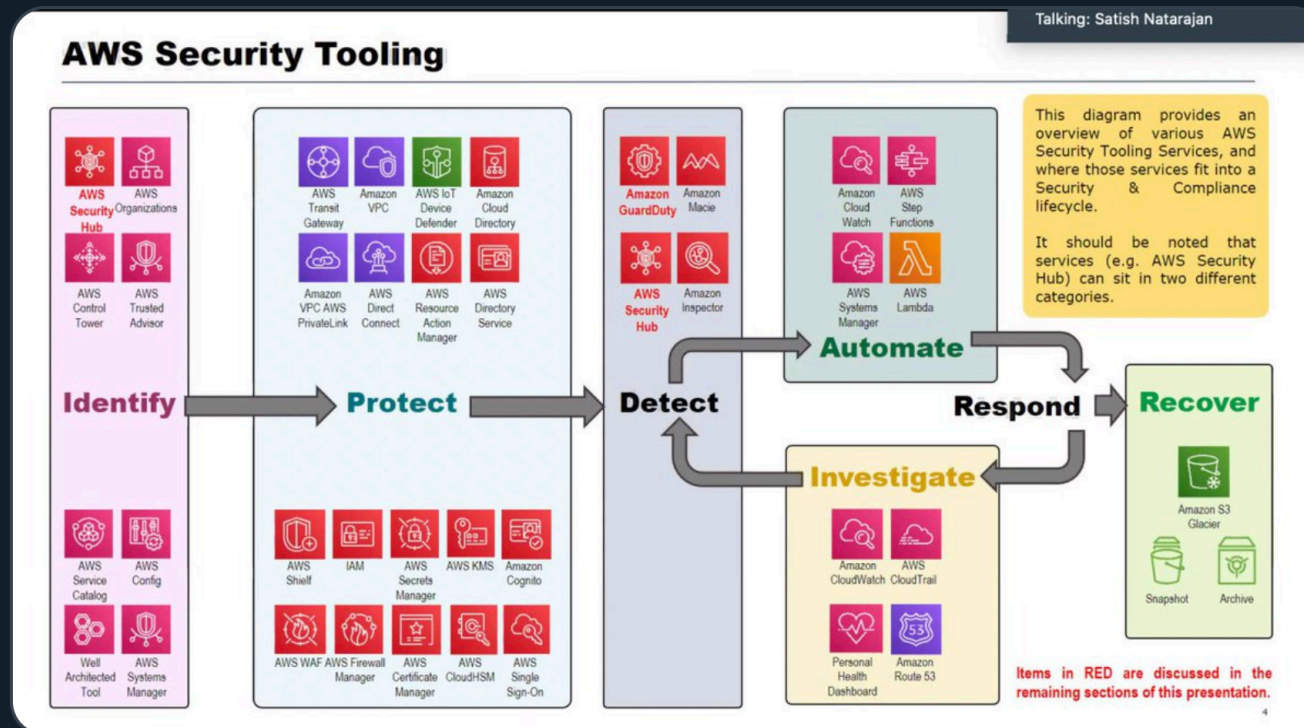 Talking: Satish Natarajan
AWS Security Tooling
AWS
Security
Hub
AWS
Organizations
AWS
Control
Tower
AWS
Trusted
Advisor
Identify
AWS
Service
Catalog
AWS
Config
Well
Architected
Tool
AWS
Systems
Manager
AWS
Transit
Gateway
Amazon
VPC
AWS IoT
Device
Defender
Amazon
Cloud
Directory
Amazon
VPC AWS
PrivateLink
AWS
Direct
Connect
AWS
Resource
Action
Manager
AWS
Directory
Service
Protect
AWS
Shielf
IAM
AWS
Secrets
Manager
AWS KMS
Amazon
Cognito
AWS WAF
AWS Firewall
Manager
AWS
Certificate
Manager
AWS
CloudHSM
AWS
Single
Sign-On
Amazon
GuardDuty
Amazon
Macie
AWS
Security
Hub
Amazon
Inspector
Detect
Amazon
Cloud
Watch
AWS
Step
Functions
AWS
Systems
Manager
AWS
Lambda
Automate
Respond
Investigate
Amazon
CloudWatch
AWS
CloudTrail
Personal
Health
Dashboard
53
Amazon
Route 53
Recover
Amazon S3
Glacier
Snapshot
Archive
This diagram provides an
overview of various AWS
Security Tooling Services, and
where those services fit into a
Security & Compliance
lifecycle.
It should be noted that
services (e.g. AWS Security
Hub) can sit in two different
categories.
Items in RED are discussed in the
remaining sections of this presentation.
4